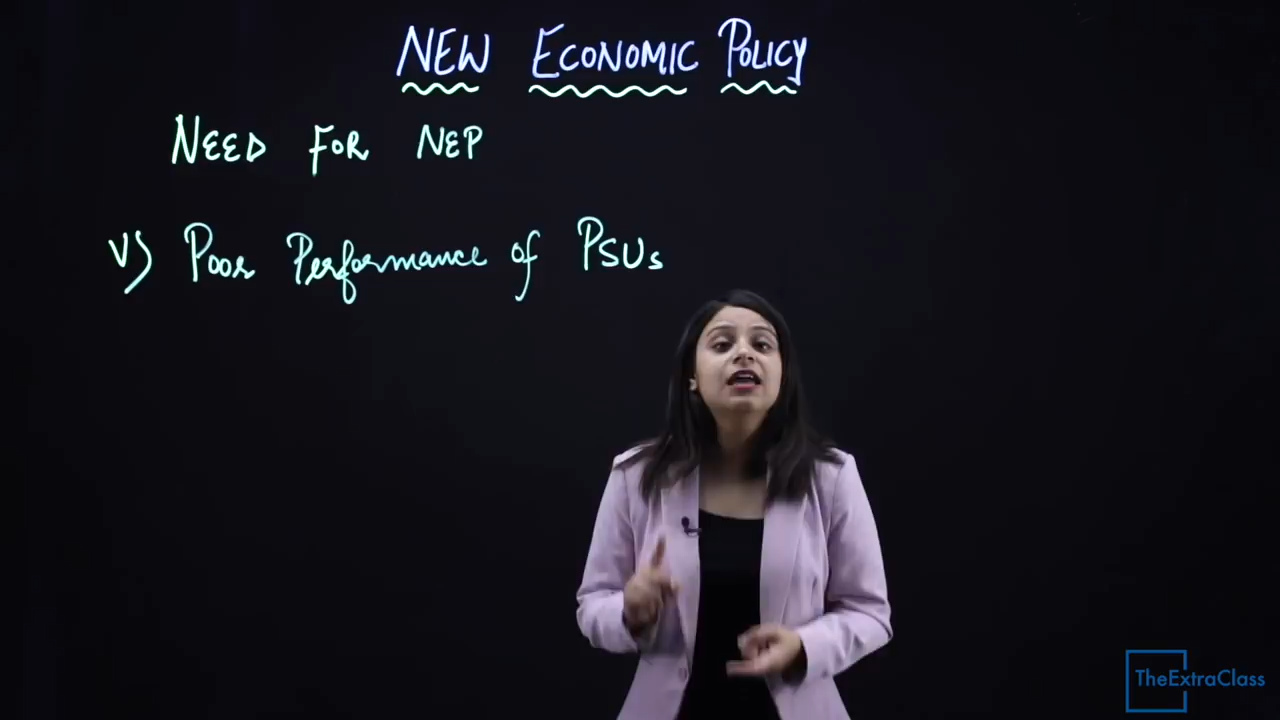 NEW ECONOMIC POLICY
NEED FOR NEP
V) Poor Performance of PSUs
TheExtraClass